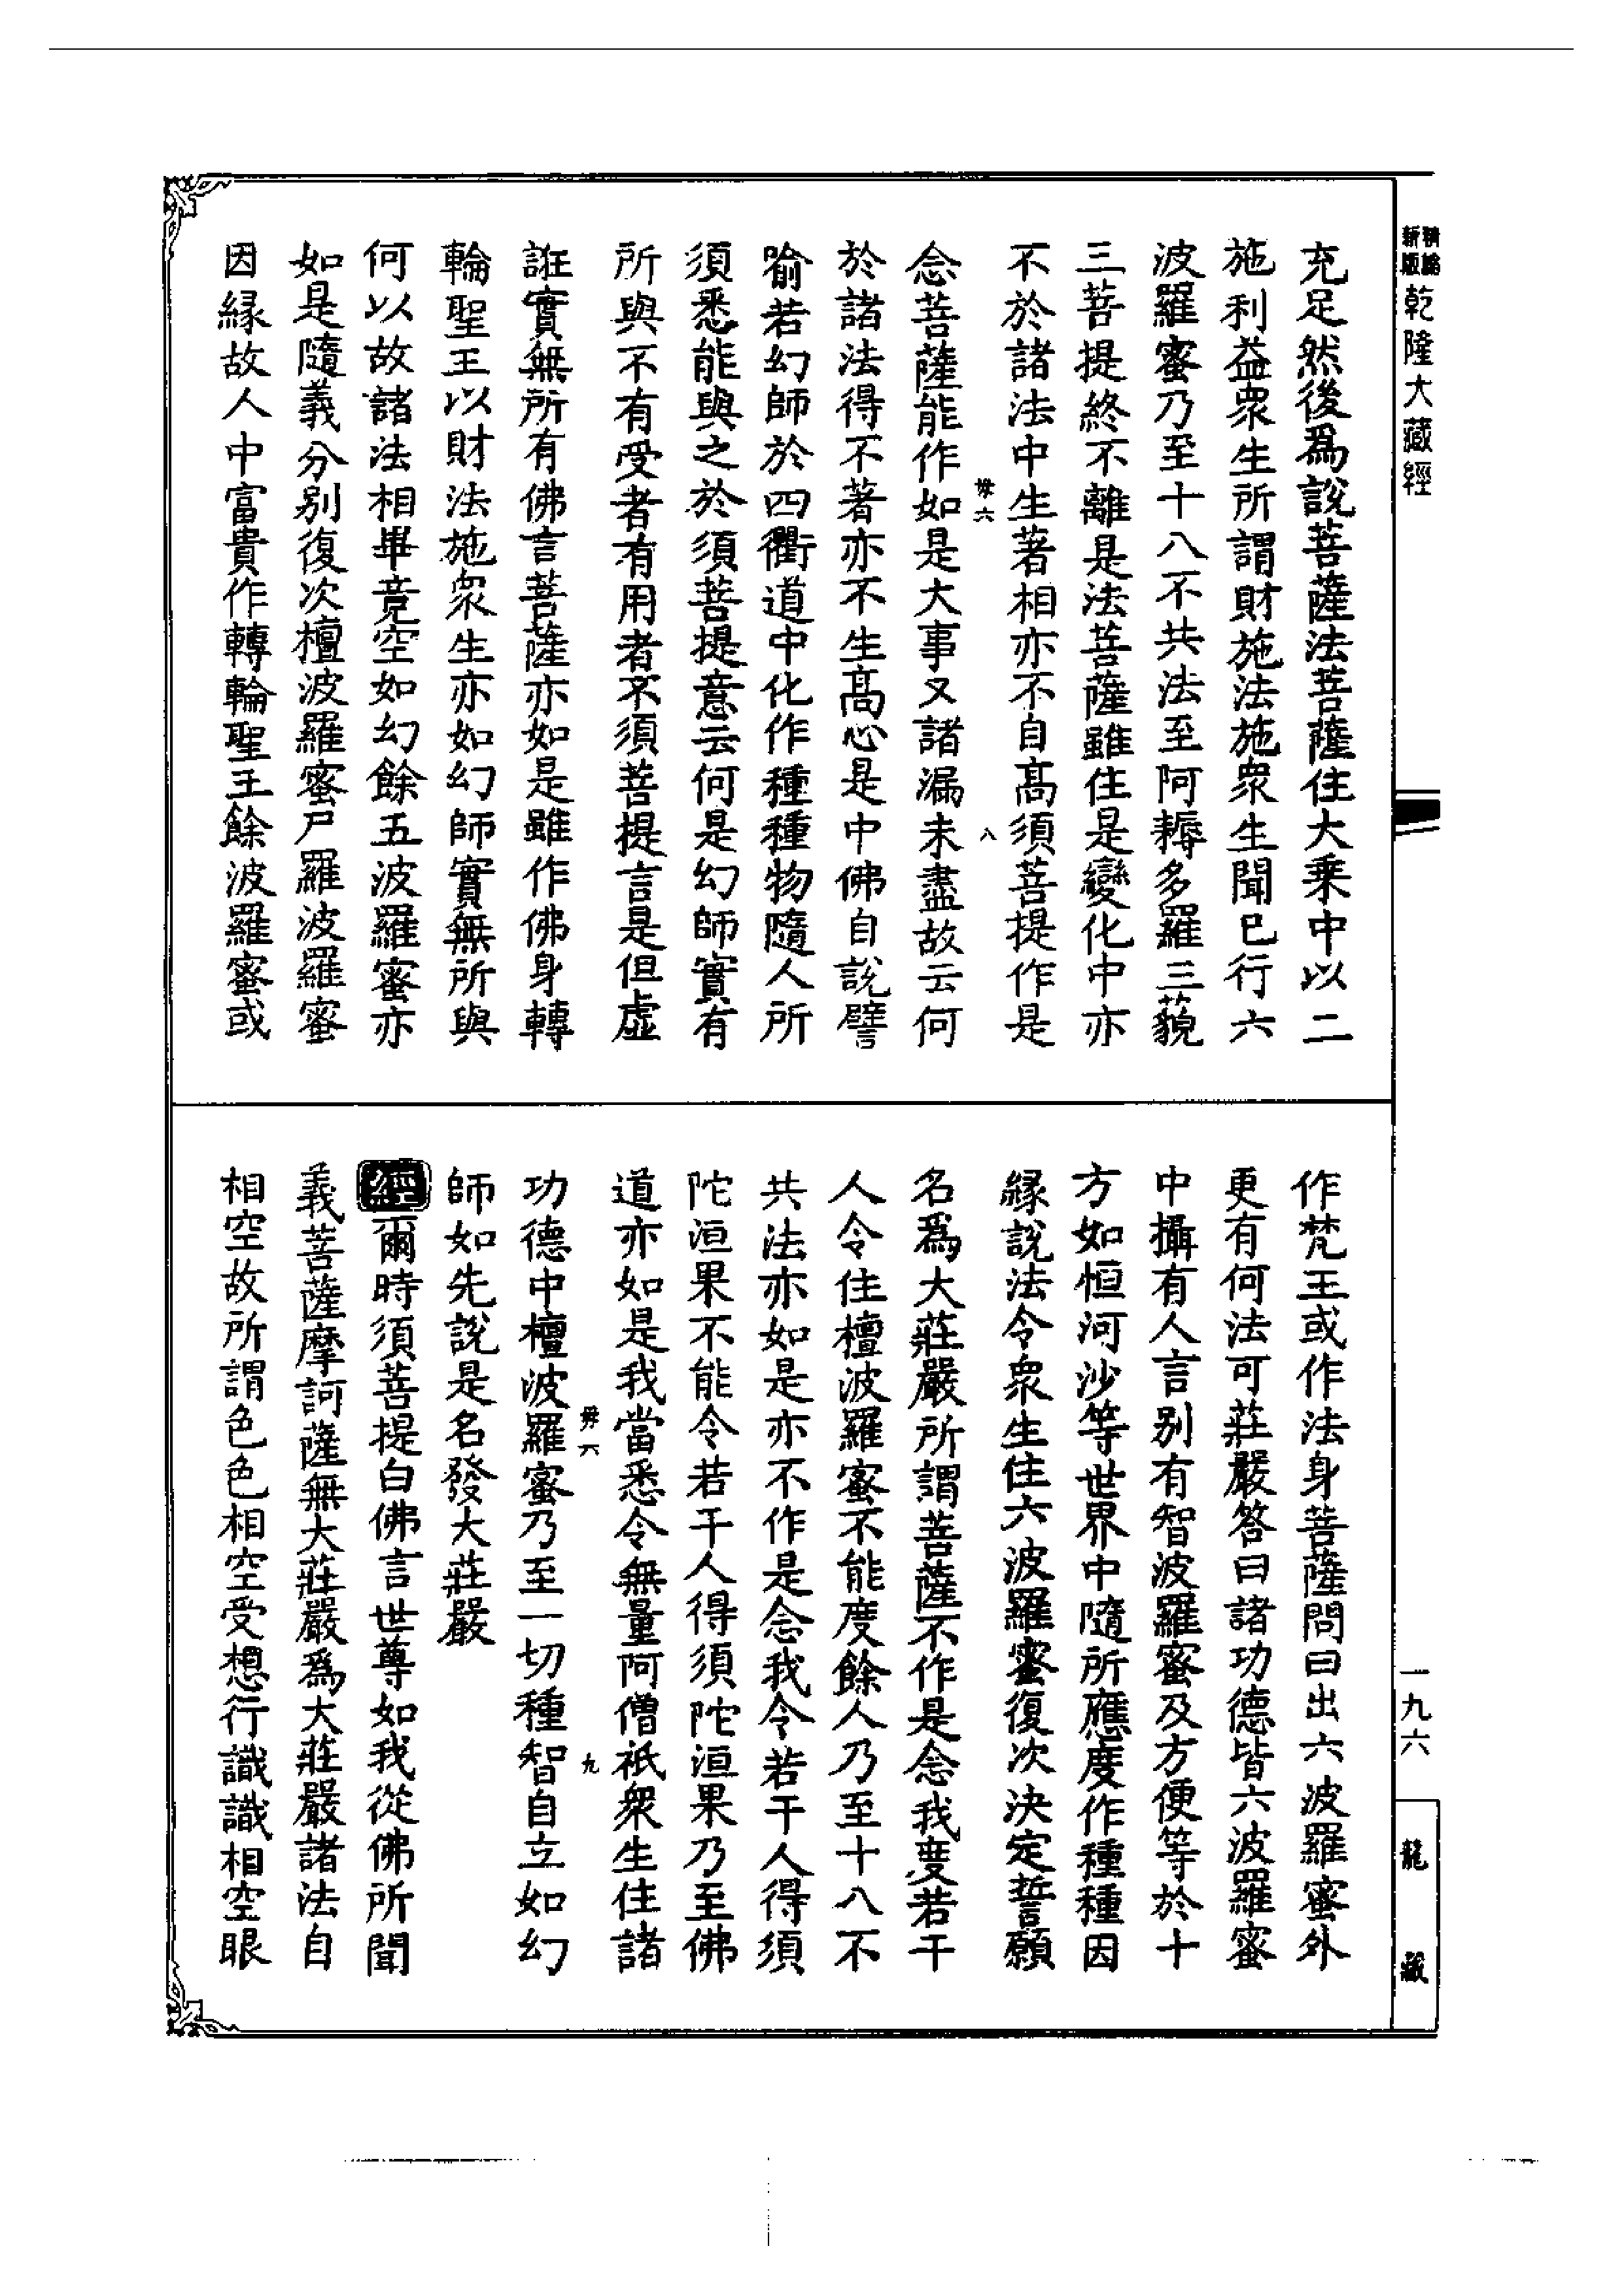 精縮新版乾隆大藏經
一九六
龍藏
充足然後爲説菩薩法菩薩住大乗中以二
施利益衆生所謂財施法施衆生聞已行六
波羅蜜乃至十八不共法至阿耨多羅三藐
三菩提終不離是法菩薩雖住是變化中亦
不於諸法中生著相亦不自髙須菩提作是
毋六
八
念菩薩能作如是大事又諸漏未盡故云何
於諸法得不著亦不生髙心是中佛自説譬
喻若幻師於四衢道中化作種種物隨人所
須悉能與之於須菩提意云何是幻師實有
所與不有受者有用者不須菩提言是但虛
誑實無所有佛言菩薩亦如是雖作佛身轉
輪聖王以財法施衆生亦如幻師實無所與
何以故諸法相畢竟空如幻餘五波羅蜜亦
如是隨義分别復次檀波羅蜜尸羅波羅蜜
因縁故人中富貴作轉輪聖王餘波羅蜜或
作梵王或作法身菩薩問曰出六波羅蜜外
更有何法可莊嚴答曰諸功德皆六波羅蜜
中攝有人言别有智波羅蜜及方便等於十
方如恒河沙等世界中隨所應度作種種因
縁説法令衆生住六波羅蜜復次決定誓願
名爲大莊嚴所謂菩薩不作是念我度若干
人令住檀波羅蜜不能度餘人乃至十八不
共法亦如是亦不作是念我令若干人得須
陀洹果不能令若干人得須陀洹果乃至佛
道亦如是我當悉令無量阿僧祇衆生住諸
毋六
九
功德中檀波羅蜜乃至一切種智自立如幻
師如先説是名發大莊嚴
經爾時須菩提白佛言世尊如我從佛所聞
義菩薩摩訶薩無大莊嚴爲大莊嚴諸法自
相空故所謂色色相空受想行識識相空眼